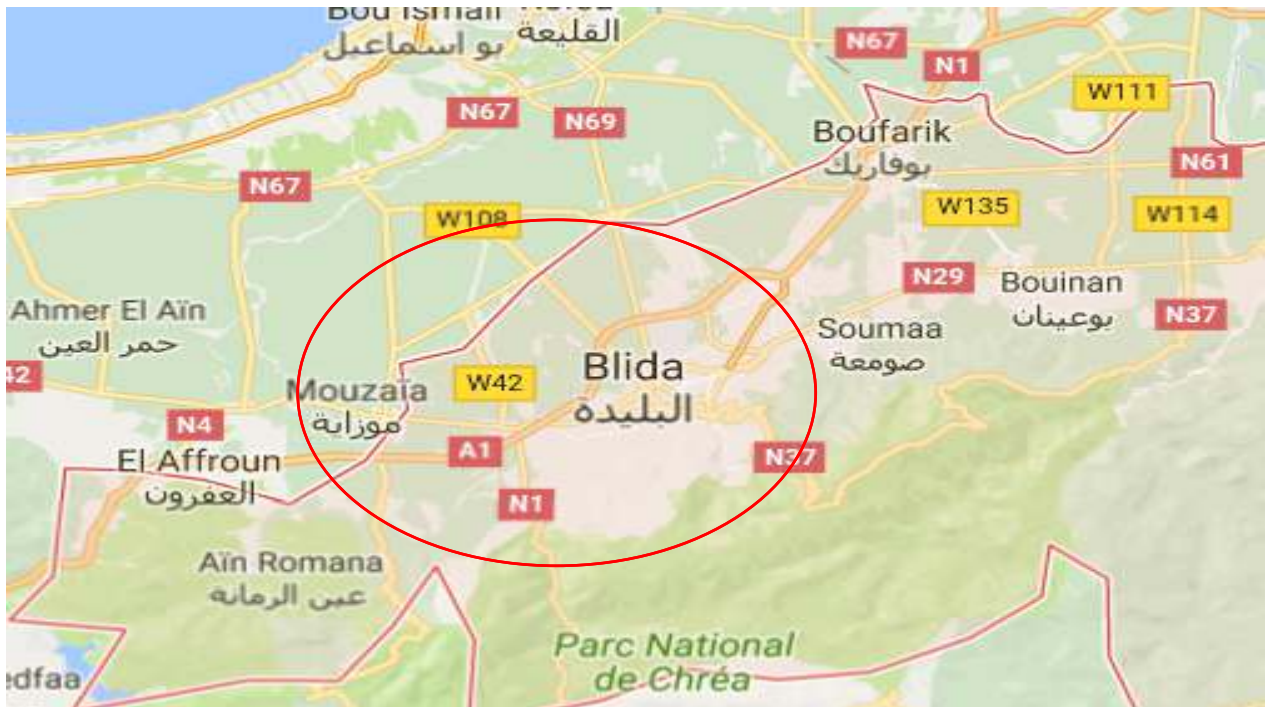 Bou Ismail
بو اسماعيل
القليعة
N67
N1
W111
N67
N69
Boufarik
بوفاريك
N61
N67
W108
W135
W114
N29
Bouinan
بوعينان
N37
Ahmer El Aïn
حمر العين
Soumaa
صومعة
42
Mouzaïa
موزاية
W42
Blida
البليدة
N4
El Affroun
العفرون
A1
N37
N1
Aïn Romana
عين الرمانة
Parc National
de Chréa
edfaa